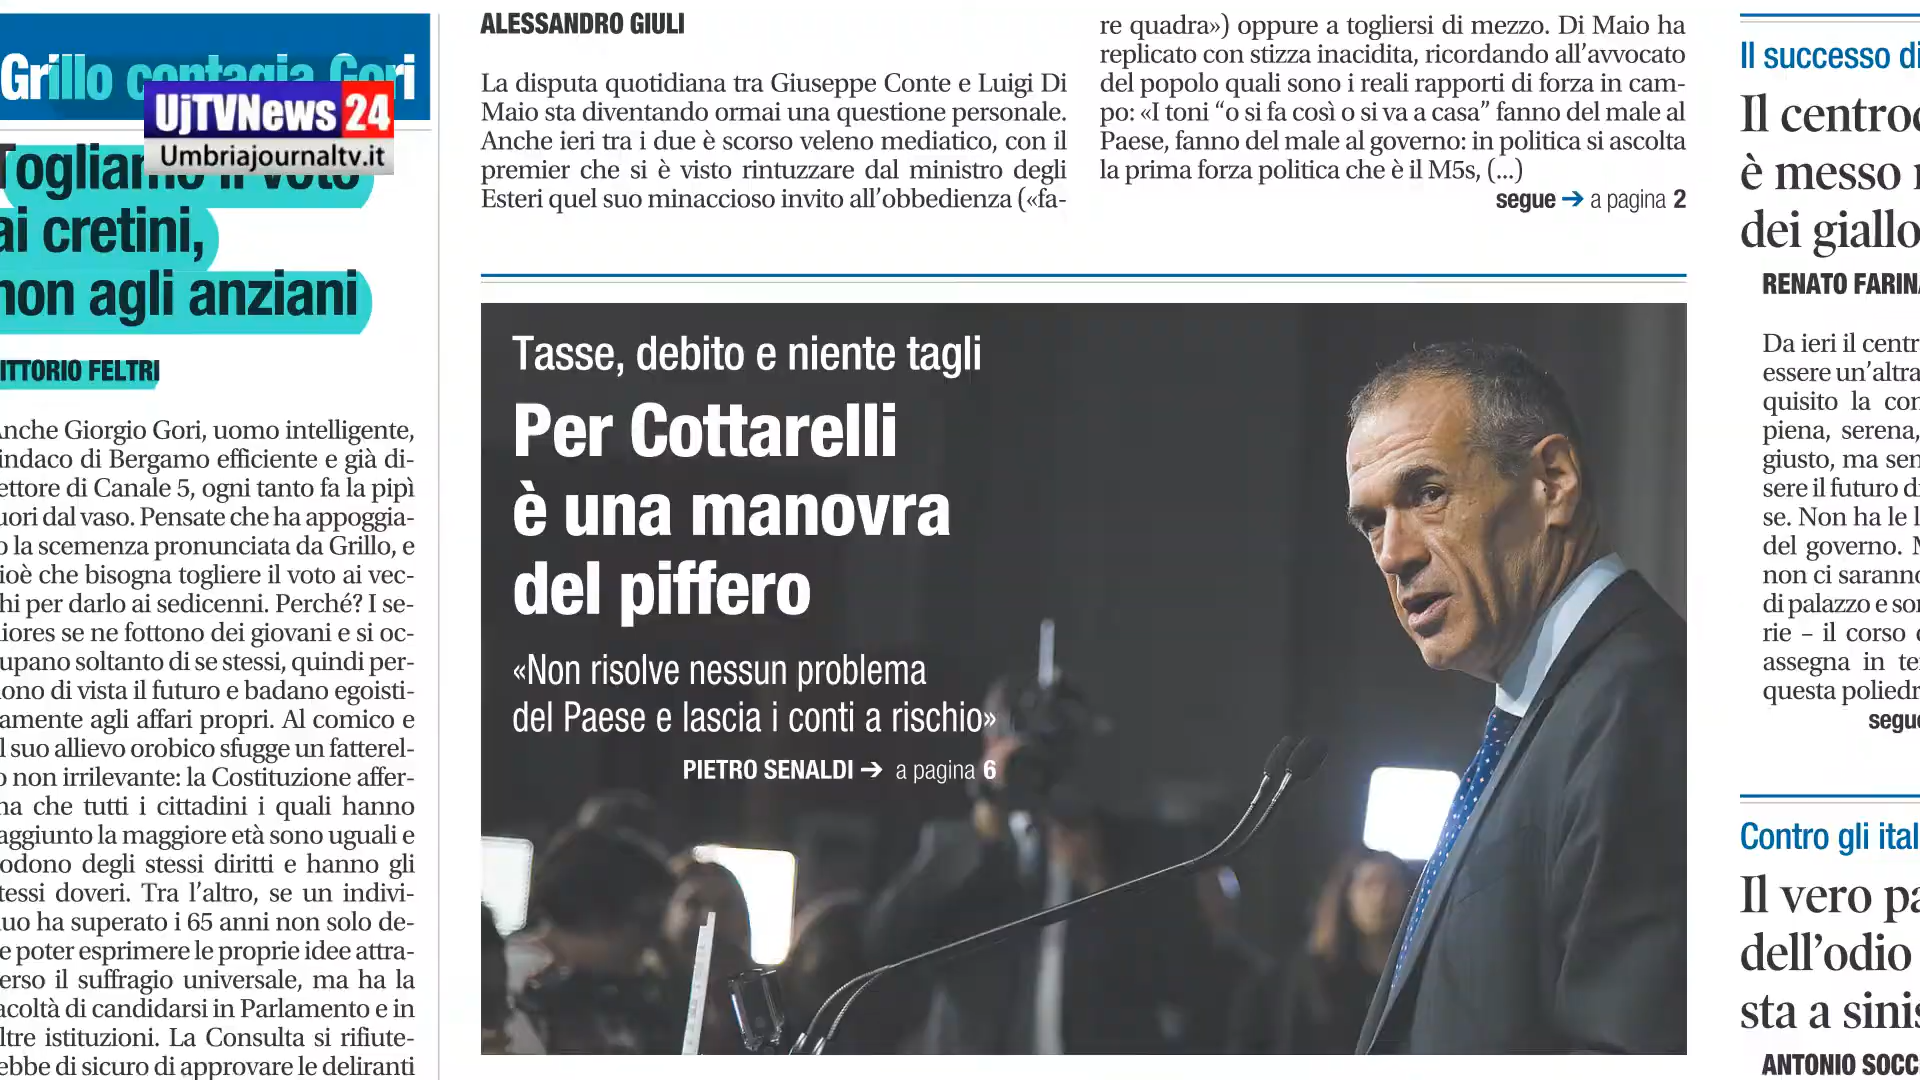 Grillo contagia Gori
UjTVNews 24
Umbriajournaltv.it
Togliamo il voto
ai cretini,
non agli anziani
ITTORIO FELTRI
Anche Giorgio Gori, uomo intelligente,
indaco di Bergamo efficiente e già di-
ettore di Canale 5, ogni tanto fa la pipì
uori dal vaso. Pensate che ha appoggia-
o la scemenza pronunciata da Grillo, e
ioè che bisogna togliere il voto ai vec-
hi per darlo ai sedicenni. Perché? I se-
iores se ne fottono dei giovani e si oc-
upano soltanto di se stessi, quindi per-
ono di vista il futuro e badano egoisti-
amente agli affari propri. Al comico e
l suo allievo orobico sfugge un fatterel-
o non irrilevante: la Costituzione affer-
ma che tutti i cittadini i quali hanno
aggiunto la maggiore età sono uguali e
odono degli stessi diritti e hanno gli
tessi doveri. Tra l'altro, se un indivi-
uo ha superato i 65 anni non solo de-
e poter esprimere le proprie idee attra-
erso il suffragio universale, ma ha la
acoltà di candidarsi in Parlamento e in
ltre istituzioni. La Consulta si rifiute-
ebbe di sicuro di approvare le deliranti
ALESSANDRO GIULI
La disputa quotidiana tra Giuseppe Conte e Luigi Di
Maio sta diventando ormai una questione personale.
Anche ieri tra i due è scorso veleno mediatico, con il
premier che si è visto rintuzzare dal ministro degli
Esteri quel suo minaccioso invito all'obbedienza («fa-
re quadra») oppure a togliersi di mezzo. Di Maio ha
replicato con stizza inacidita, ricordando all'avvocato
del popolo quali sono i reali rapporti di forza in cam-
po: «I toni “o si fa così o si va a casa” fanno del male al
Paese, fanno del male al governo: in politica si ascolta
la prima forza politica che è il M5s, (...)
segue ➔ a pagina 2
Tasse, debito e niente tagli
Per Cottarelli
è una manovra
del piffero
«Non risolve nessun problema
del Paese e lascia i conti a rischio»
PIETRO SENALDI ➔ a pagina 6
Il successo di
Il centrod
è messo
dei giallo
RENATO FARINA
Da ieri il centr
essere un'altra
quisito la con
piena, serena,
giusto, ma sen
sere il futuro di
se. Non ha le l
del governo.
non ci saranno
di palazzo e sor
rie – il corso
assegna in te
questa poliedr
segue
Contro gli ital
Il vero pa
dell'odio
sta a sinis
ANTONIO SOCC